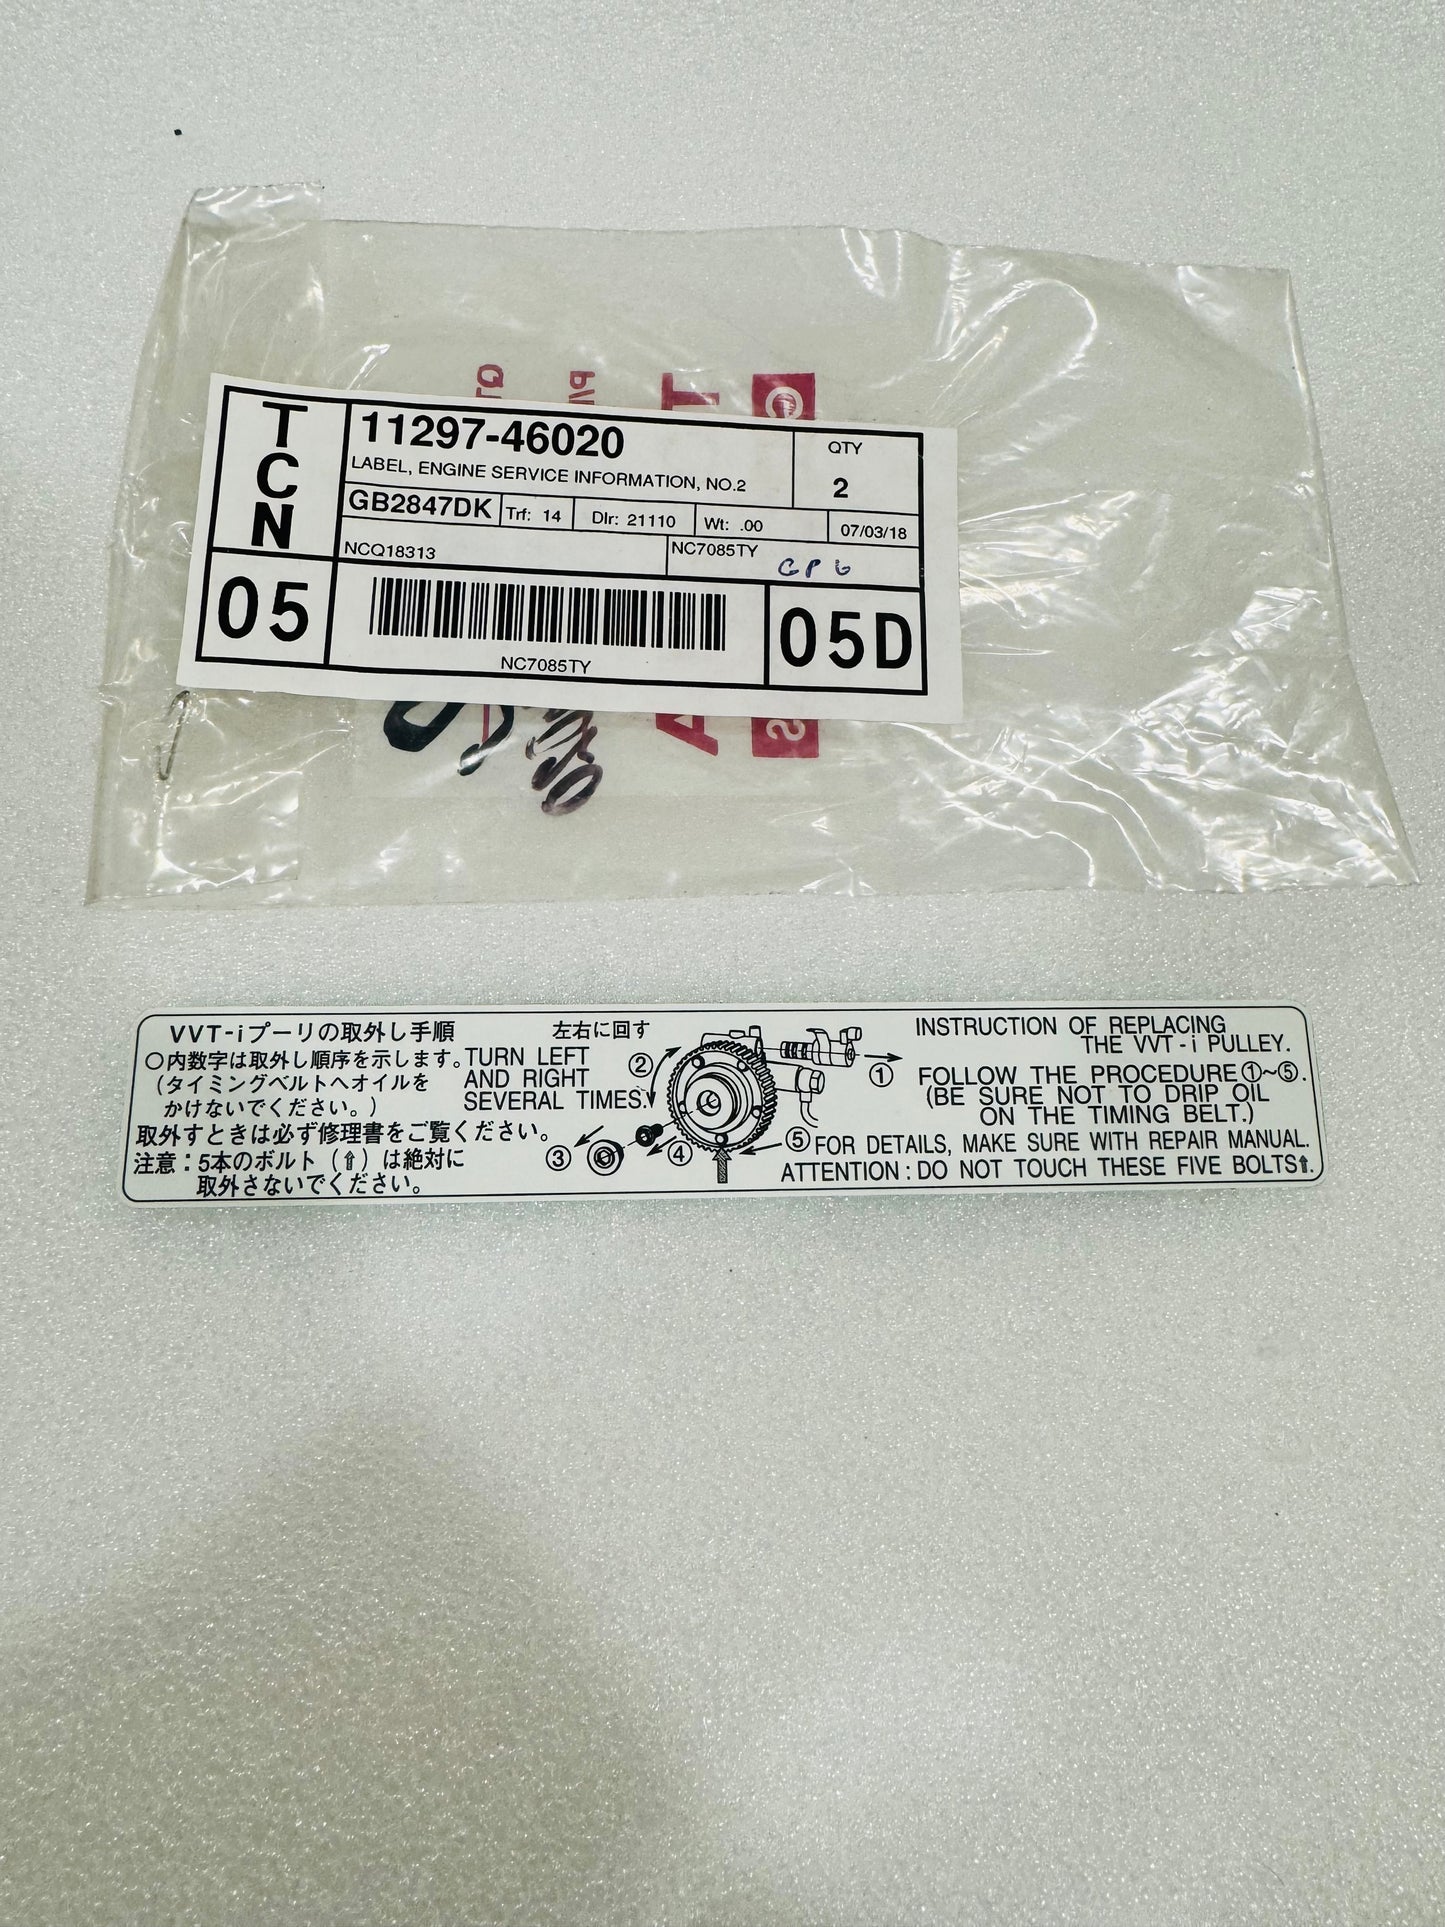 T
C
N
11297-46020
LABEL, ENGINE SERVICE INFORMATION, NO.2
QTY
2
GB2847DK
Trf: 14
Dlr: 21110
Wt: .00
07/03/18
NCQ18313
NC7085TY
GPG
05
NC7085TY
05D
VVT-iプーリの取外し手順
○内数字は取外し順序を示します。
(タイミングベルトへオイルを
かけないでください。)
取外すときは必ず修理書をご覧ください。
注意:5本のボルト(⇧)は絶対に
取外さないでください。
左右に回す
TURN LEFT
AND RIGHT
SEVERAL TIMES.
②
①
③
④
⑤
INSTRUCTION OF REPLACING
THE VVT-i PULLEY.
FOLLOW THE PROCEDURE①~⑤.
(BE SURE NOT TO DRIP OIL
ON THE TIMING BELT.)
FOR DETAILS, MAKE SURE WITH REPAIR MANUAL.
ATTENTION:DO NOT TOUCH THESE FIVE BOLTS⇧.